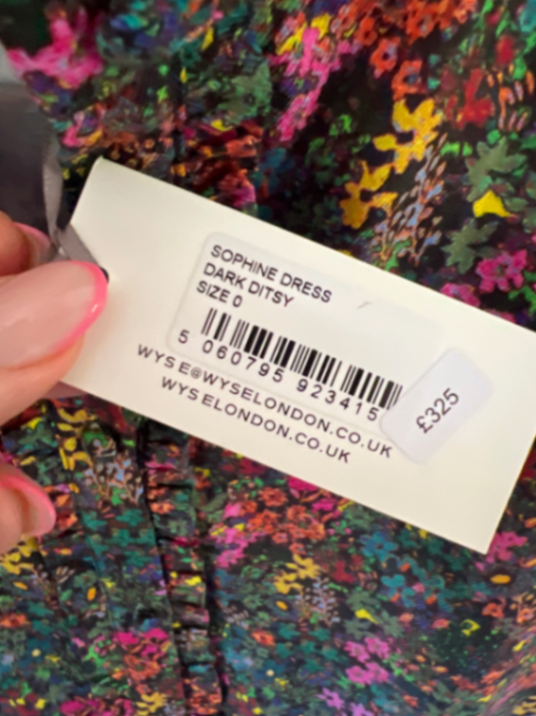 SOPHINE DRESS
DARK DITSY
SIZE 0
5 060795 923415
£325
WYSE@WYSELONDON.CO.UK
WYSELONDON.CO.UK